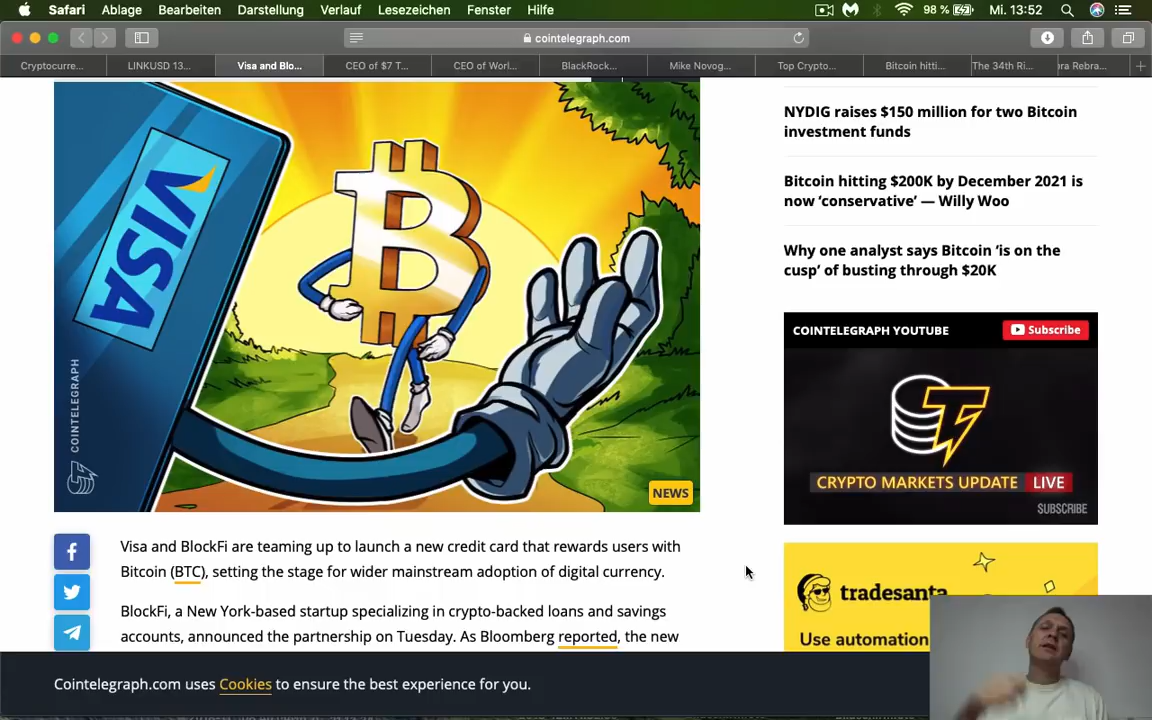 Safari Ablage Bearbeiten Darstellung Verlauf Lesezeichen Fenster Hilfe 98 % Mi. 13:52
cointelegraph.com
Cryptocurre... LINKUSD 13... Visa and Blo... CEO of $7 T... CEO of Worl... BlackRock... Mike Novog... Top Crypto... Bitcoin hitti... The 34th Ri... ra Rebra...
VISA
COINTELEGRAPH
NEWS
Visa and BlockFi are teaming up to launch a new credit card that rewards users with
Bitcoin (BTC), setting the stage for wider mainstream adoption of digital currency.
BlockFi, a New York-based startup specializing in crypto-backed loans and savings
accounts, announced the partnership on Tuesday. As Bloomberg reported, the new
NYDIG raises $150 million for two Bitcoin
investment funds
Bitcoin hitting $200K by December 2021 is
now ‘conservative’ — Willy Woo
Why one analyst says Bitcoin ‘is on the
cusp’ of busting through $20K
COINTELEGRAPH YOUTUBE Subscribe
CRYPTO MARKETS UPDATE LIVE
SUBSCRIBE
tradesanta
Use automation
Cointelegraph.com uses Cookies to ensure the best experience for you.